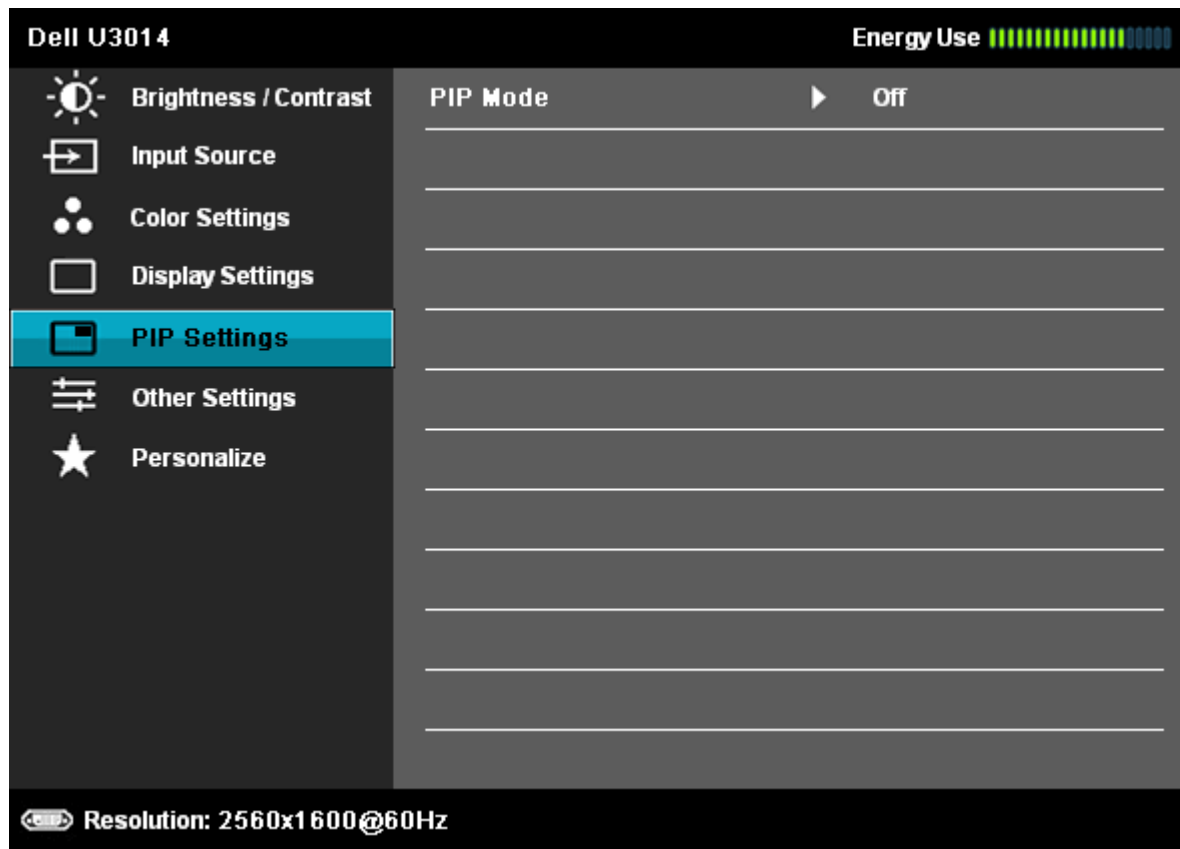 Dell U3014 Energy Use
Brightness / Contrast PIP Mode Off
Input Source
Color Settings
Display Settings
PIP Settings
Other Settings
Personalize
Resolution: 2560x1600@60Hz